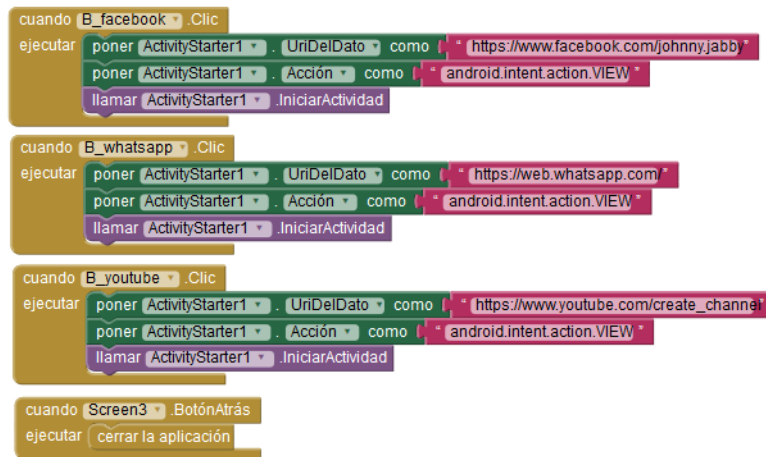 cuando B_facebook .Clic
ejecutar poner ActivityStarter1 . UriDelDato como " https://www.facebook.com/johnny.jabby "
poner ActivityStarter1 . Acción como " android.intent.action.VIEW "
llamar ActivityStarter1 .IniciarActividad
cuando B_whatsapp .Clic
ejecutar poner ActivityStarter1 . UriDelDato como " https://web.whatsapp.com/ "
poner ActivityStarter1 . Acción como " android.intent.action.VIEW "
llamar ActivityStarter1 .IniciarActividad
cuando B_youtube .Clic
ejecutar poner ActivityStarter1 . UriDelDato como " https://www.youtube.com/create_channel "
poner ActivityStarter1 . Acción como " android.intent.action.VIEW "
llamar ActivityStarter1 .IniciarActividad
cuando Screen3 .BotónAtrás
ejecutar cerrar la aplicación